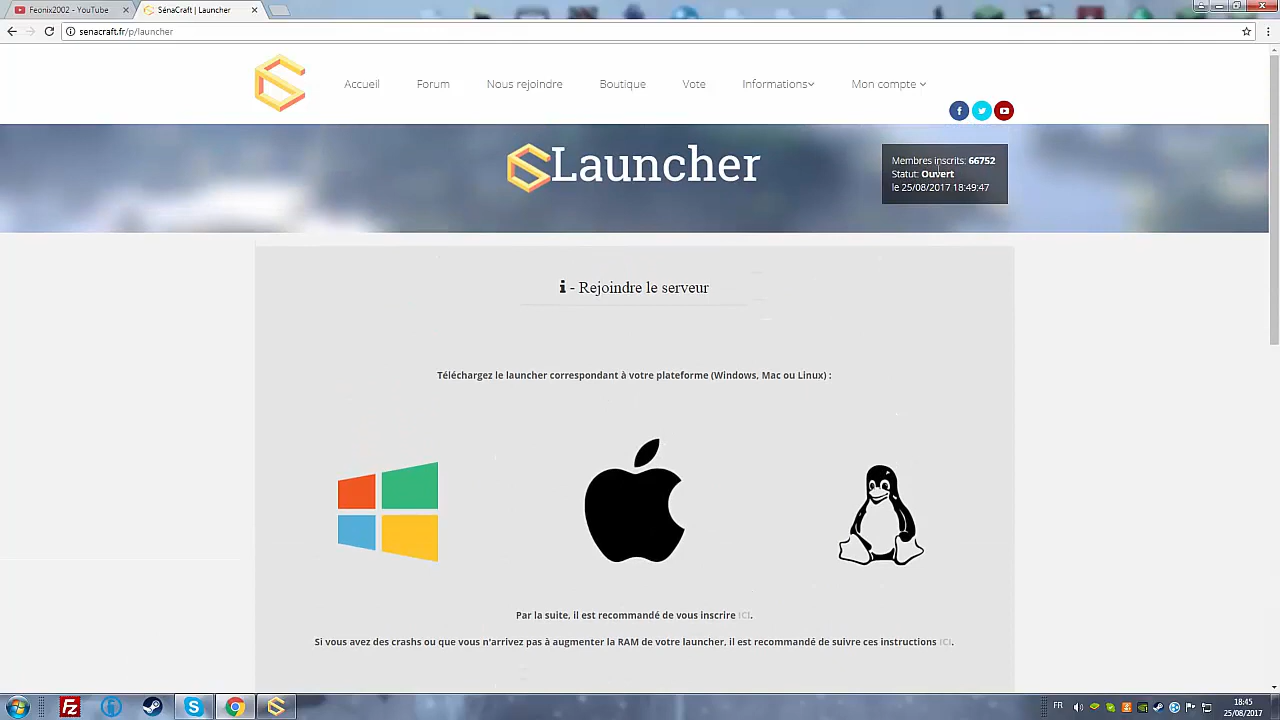 Feonix2002 - YouTube
SénaCraft | Launcher
senacraft.fr/p/launcher
Accueil
Forum
Nous rejoindre
Boutique
Vote
Informations
Mon compte
Launcher
Membres inscrits: 66752
Statut: Ouvert
le 25/08/2017 18:49:47
i - Rejoindre le serveur
Téléchargez le launcher correspondant à votre plateforme (Windows, Mac ou Linux) :
Par la suite, il est recommandé de vous inscrire ICI.
Si vous avez des crashs ou que vous n'arrivez pas à augmenter la RAM de votre launcher, il est recommandé de suivre ces instructions ICI.
FR
18:45
25/08/2017